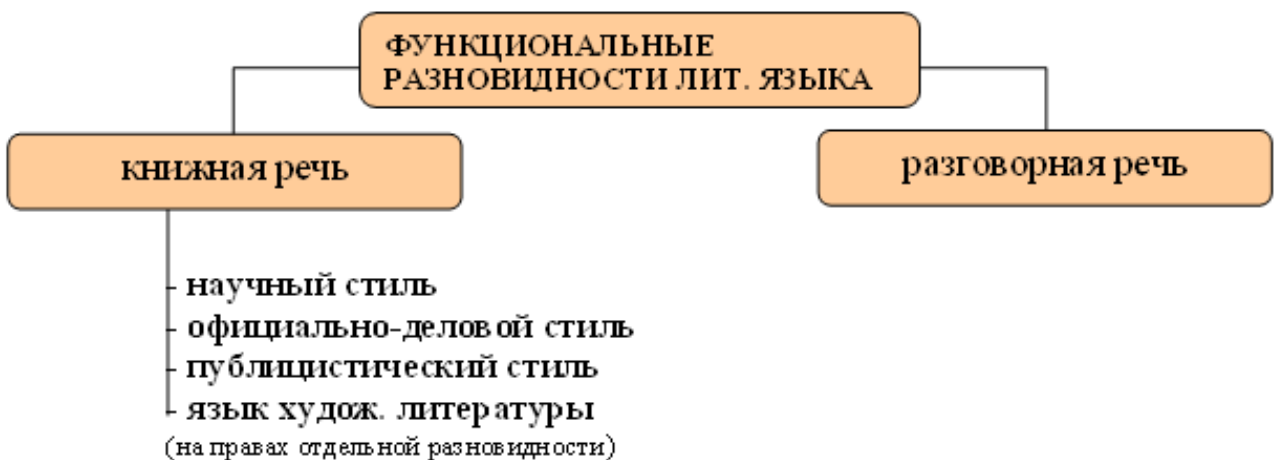 ФУНКЦИОНАЛЬНЫЕ
РАЗНОВИДНОСТИ ЛИТ. ЯЗЫКА
книжная речь
разговорная речь
- научный стиль
- официально-деловой стиль
- публицистический стиль
- язык худож. литературы
(на правах отдельной разновидности)